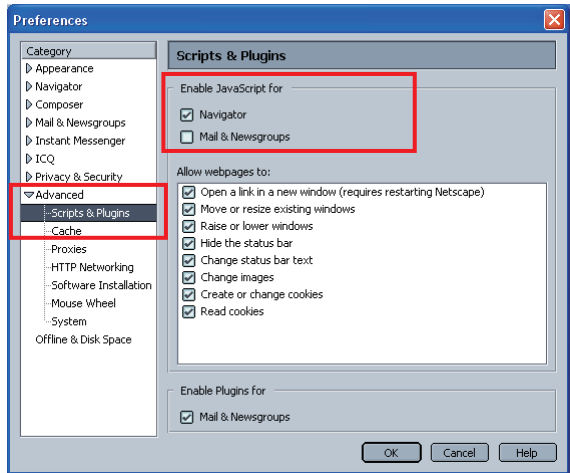 Preferences
Category
Appearance
Navigator
Composer
Mail & Newsgroups
Instant Messenger
ICQ
Privacy & Security
Advanced
Scripts & Plugins
Cache
Proxies
HTTP Networking
Software Installation
Mouse Wheel
System
Offline & Disk Space
Scripts & Plugins
Enable JavaScript for
Navigator
Mail & Newsgroups
Allow webpages to:
Open a link in a new window (requires restarting Netscape)
Move or resize existing windows
Raise or lower windows
Hide the status bar
Change status bar text
Change images
Create or change cookies
Read cookies
Enable Plugins for
Mail & Newsgroups
OK Cancel Help